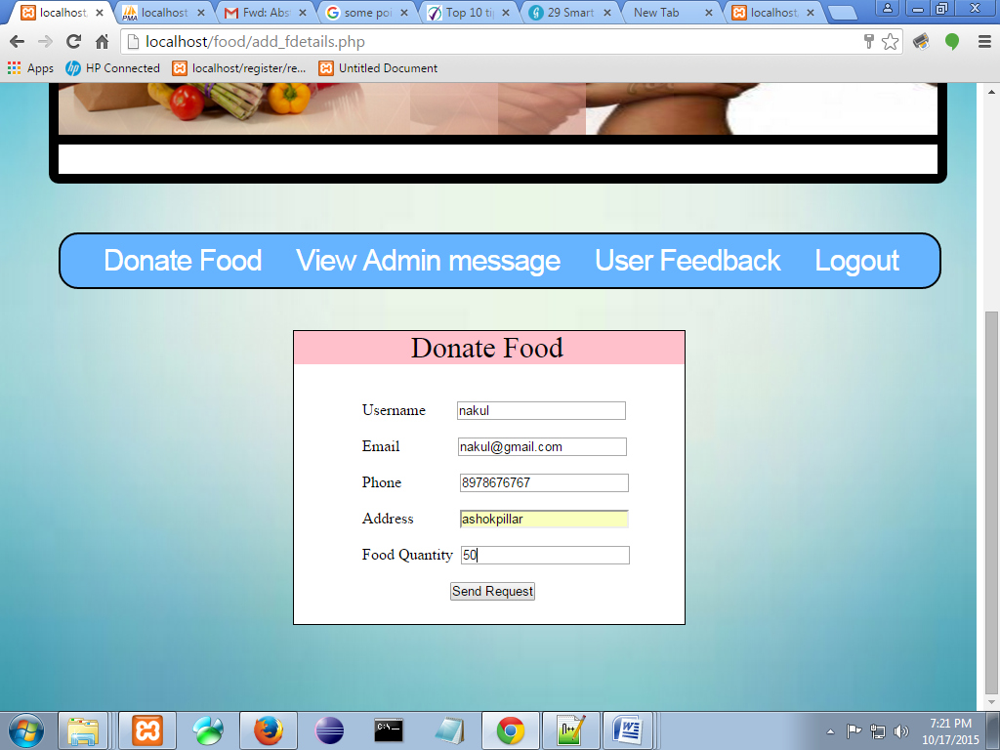 localhost. localhost Fwd: Abs some poi Top 10 ti 29 Smart New Tab localhost.
localhost/food/add_fdetails.php
Apps HP Connected localhost/register/re... Untitled Document
Donate Food View Admin message User Feedback Logout
Donate Food
Username nakul
Email nakul@gmail.com
Phone 8978676767
Address ashokpillar
Food Quantity 50
Send Request
7:21 PM
10/17/2015